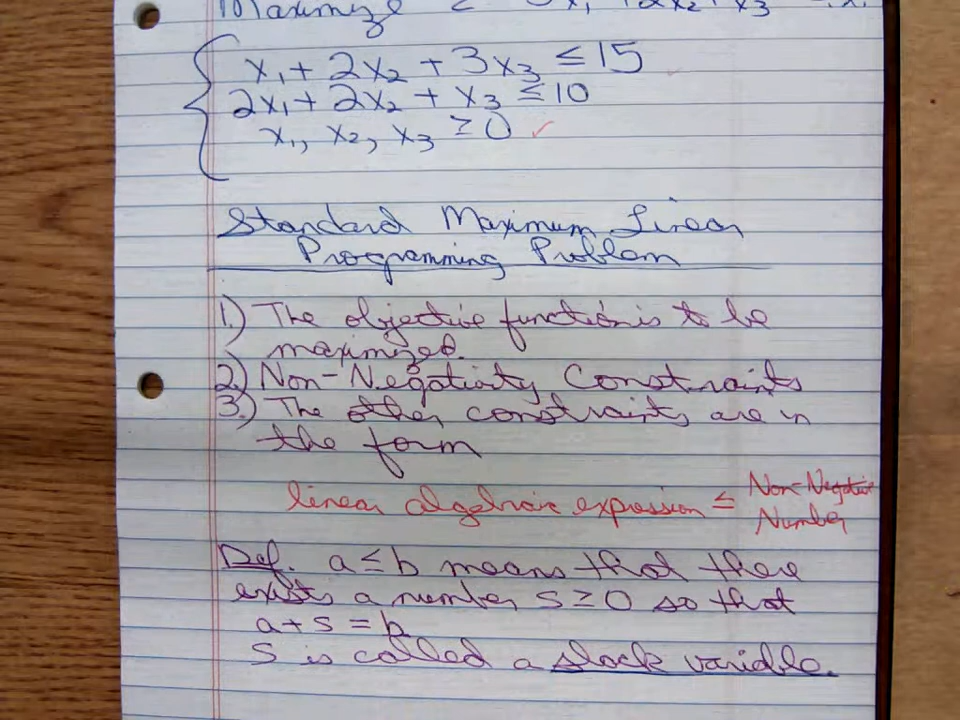 Maximize
x₁ + 2x₂ + 3x₃ ≤ 15
2x₁ + 2x₂ + x₃ ≤ 10
x₁, x₂, x₃ ≥ 0 ✓
Standard Maximum Linear
Programming Problem
1.) The objective function is to be
maximized.
2.) Non-Negativity Constraints
3.) The other constraints are in
the form
linear algebraic expression ≤ Non-Negative
Number
Def. a ≤ b means that there
exists a number s ≥ 0 so that
a + s = b
S is called a slack variable.